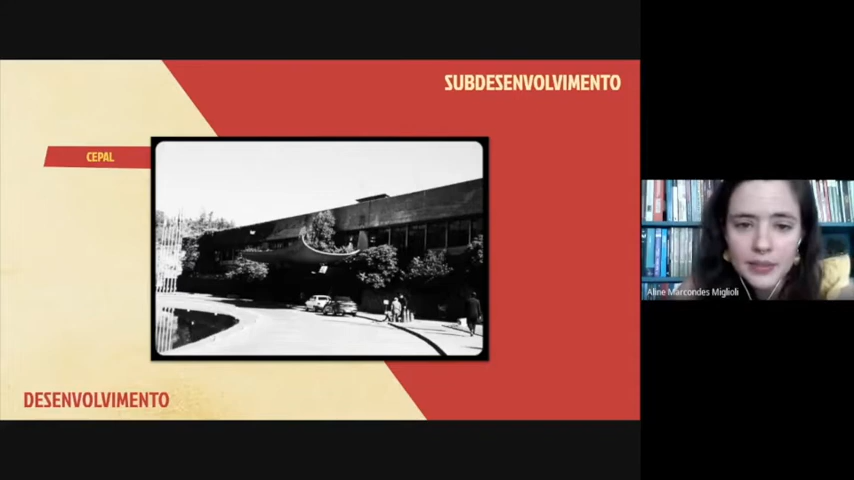 SUBDESENVOLVIMENTO
CEPAL
Aline Marcondes Miglioli
DESENVOLVIMENTO